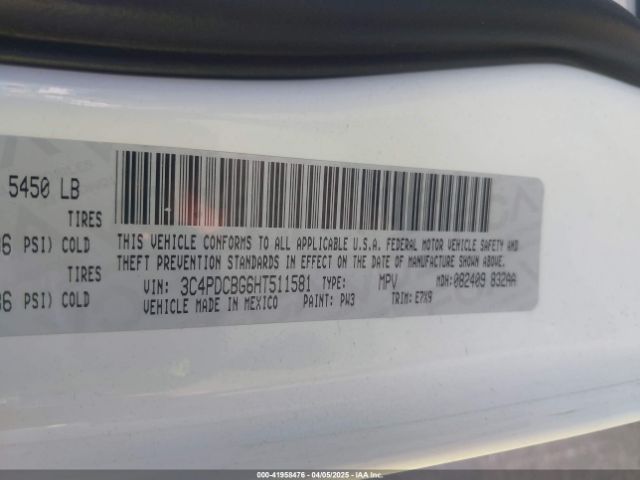 5450 LB
TIRES
36 PSI) COLD
TIRES
36 PSI) COLD
THIS VEHICLE CONFORMS TO ALL APPLICABLE U.S.A. FEDERAL MOTOR VEHICLE SAFETY AND
THEFT PREVENTION STANDARDS IN EFFECT ON THE DATE OF MANUFACTURE SHOWN ABOVE.
VIN: 3C4PDCBG6HT511581 TYPE: MPV MDH:082409 832AA
VEHICLE MADE IN MEXICO PAINT: PW3 TRIM: E7X9
000-41958476 - 04/05/2025 - IAA Inc.